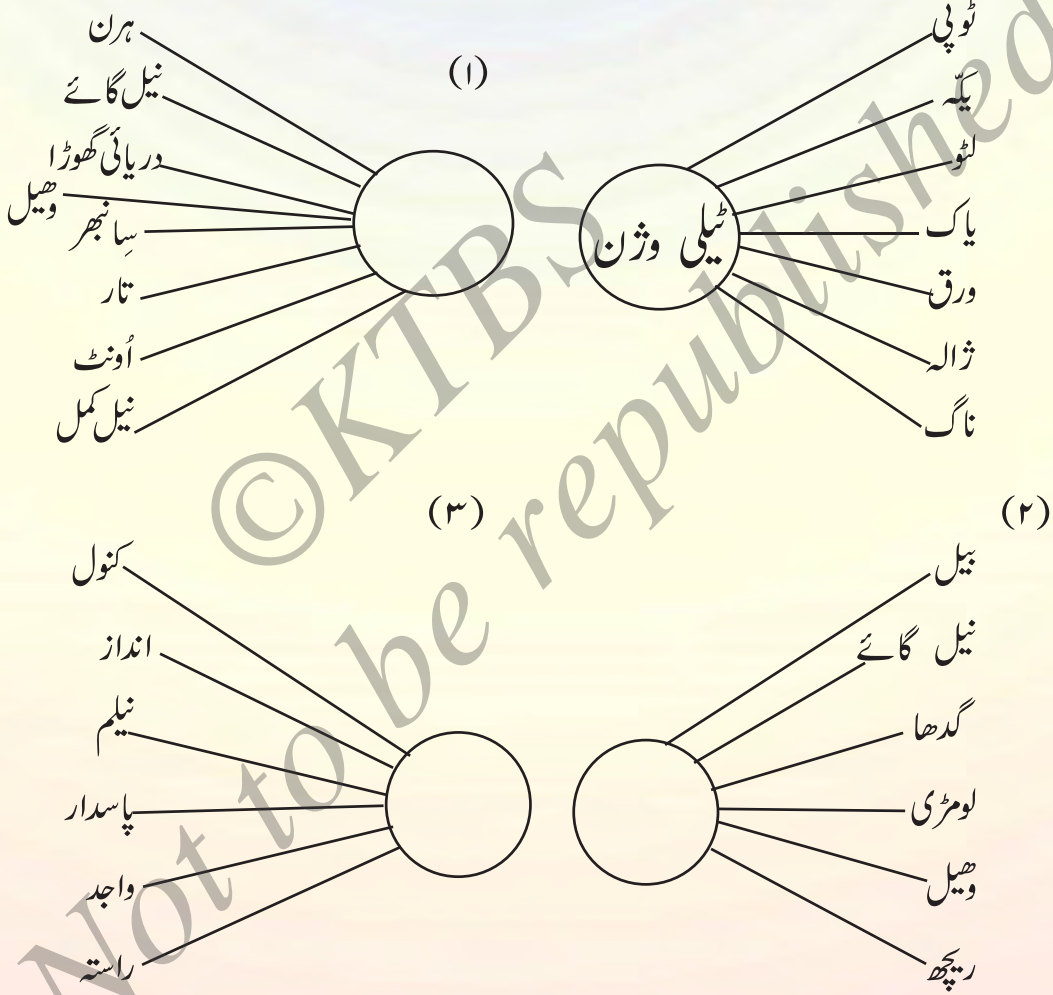 ٹوپی
یکّہ
لٹو
یاک
ورق
ژالہ
ناگ
ٹیلی وژن
(۱)
ہرن
نیل گائے
دریائی گھوڑا
وھیل
سِانبھر
تار
اُونٹ
نیل کمل
(۲)
بیل
نیل گائے
گدھا
لومڑی
وھیل
ریچھ
(۳)
کنول
انداز
نیلم
پاسدار
واجد
راستہ
©KTBS
Not to be republished